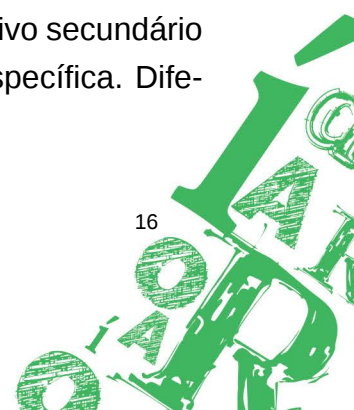 ivo secundário
specífica. Dife-
16
Í
C
A
R
O
P
Í
A
O